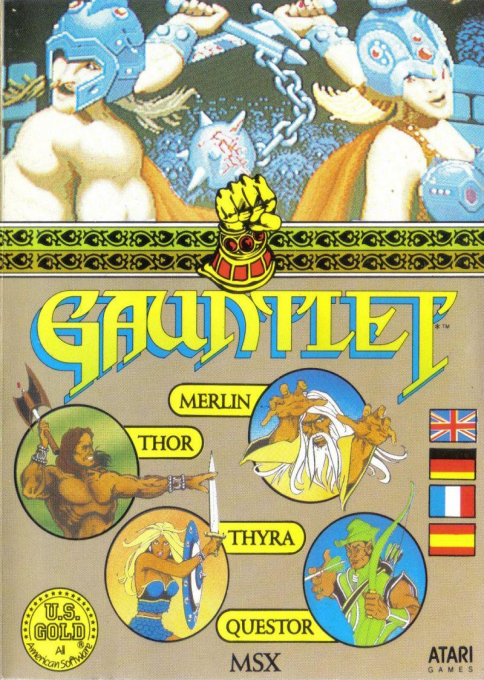 GAUNTLET
*™
MERLIN
THOR
THYRA
QUESTOR
U.S.
GOLD®
All
American Software
MSX
ATARI
GAMES